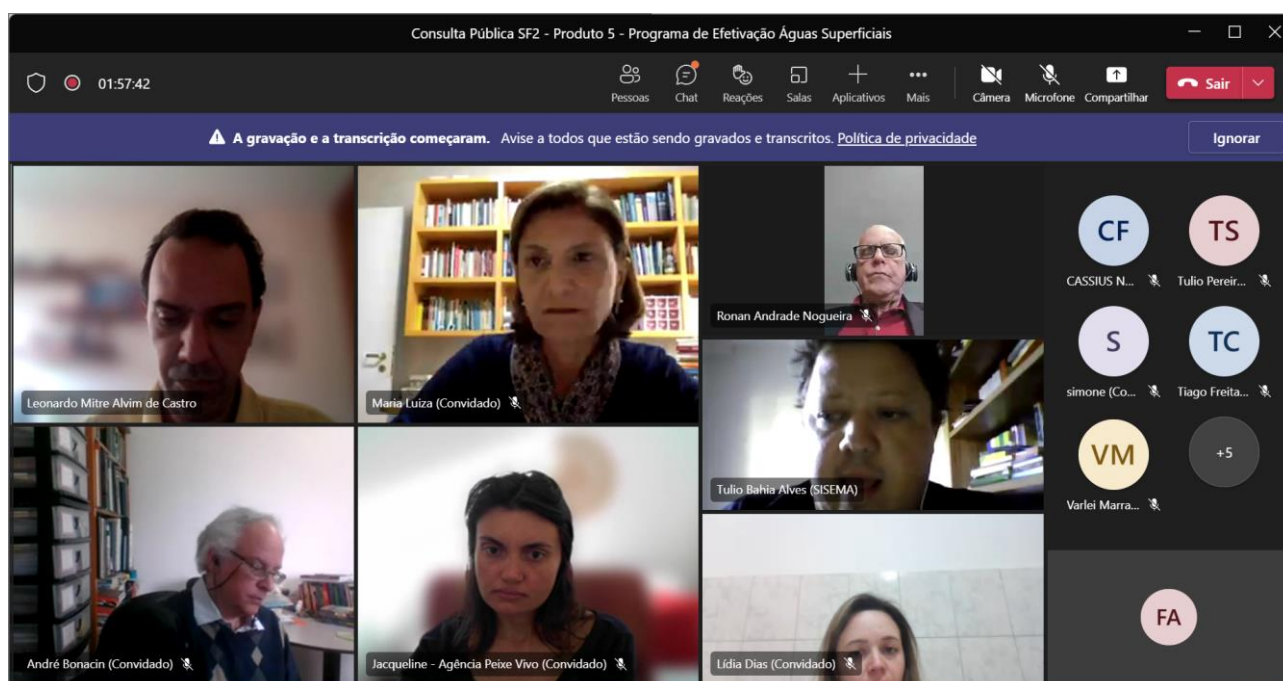 Consulta Pública SF2 - Produto 5 - Programa de Efetivação Águas Superficiais
01:57:42
Pessoas
Chat
Reações
Salas
Aplicativos
Mais
Câmera
Microfone
Compartilhar
Sair
A gravação e a transcrição começaram. Avise a todos que estão sendo gravados e transcritos. Política de privacidade
Ignorar
Leonardo Mitre Alvim de Castro
Maria Luiza (Convidado)
Ronan Andrade Nogueira
Tulio Bahia Alves (SISEMA)
André Bonacin (Convidado)
Jacqueline - Agência Peixe Vivo (Convidado)
Lídia Dias (Convidado)
CF
CASSIUS N...
TS
Tulio Pereir...
S
simone (Co...
TC
Tiago Freita...
VM
Varlei Marra...
+5
FA